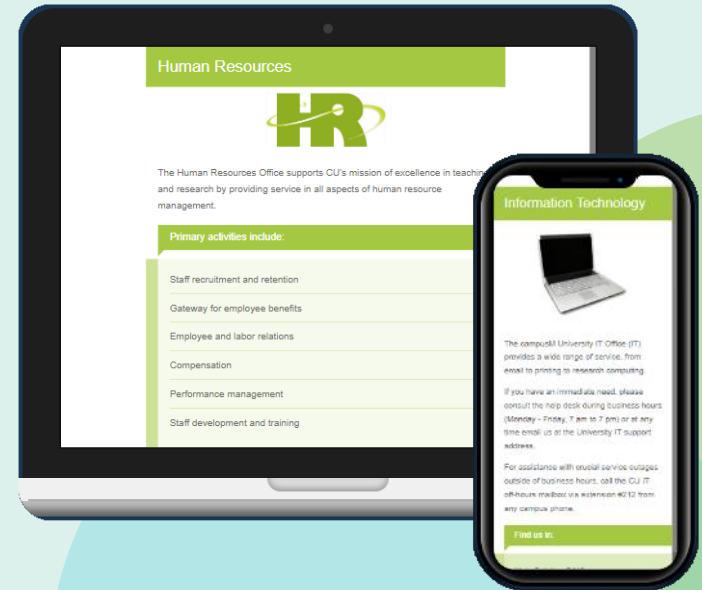 Human Resources
HR
The Human Resources Office supports CU's mission of excellence in teaching
and research by providing service in all aspects of human resource
management.
Primary activities include:
Staff recruitment and retention
Gateway for employee benefits
Employee and labor relations
Compensation
Performance management
Staff development and training
Information Technology
The campusM University IT Office (IT)
provides a wide range of service, from
email to printing to research computing.
If you have an immediate need, please
consult the help desk during business hours
(Monday - Friday, 7 am to 7 pm) or at any
time email us at the University IT support
address.
For assistance with crucial service outages
outside of business hours, call the CU IT
off-hours mailbox via extension #212 from
any campus phone.
Find us in: